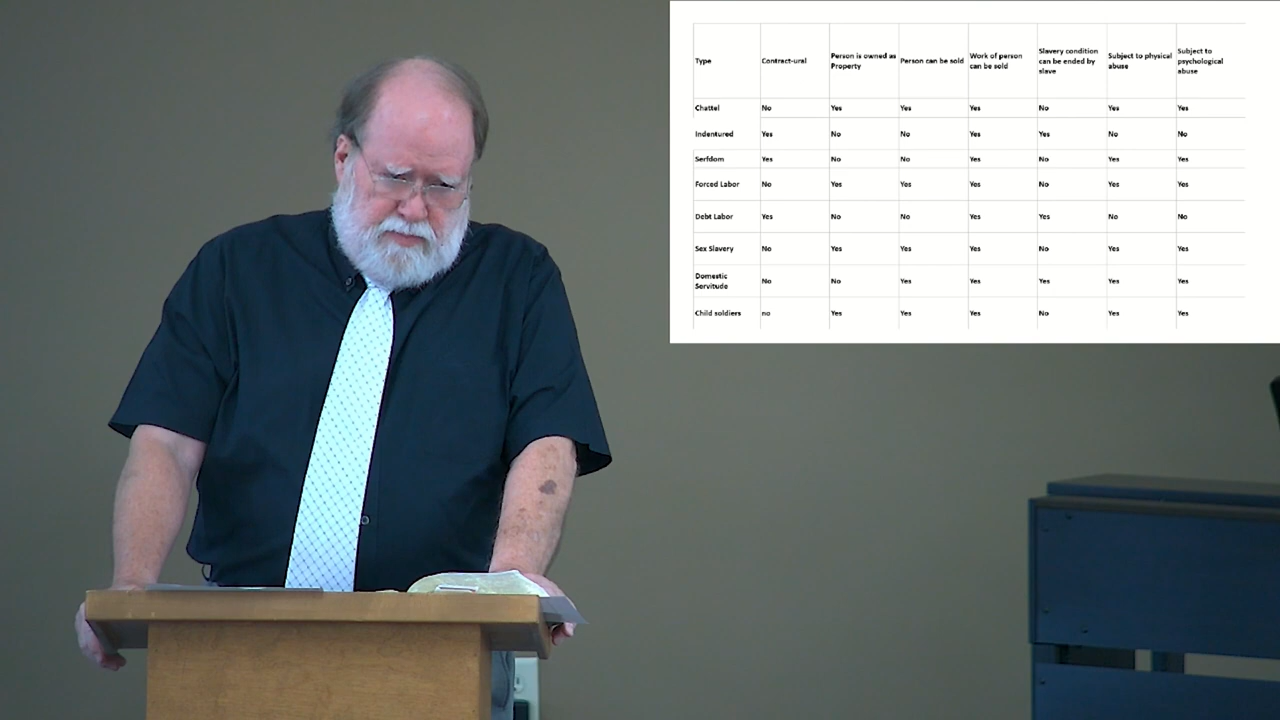 Type Contract-ural Person is owned as Property Person can be sold Work of person can be sold Slavery condition can be ended by slave Subject to physical abuse Subject to psychological abuse
Chattel No Yes Yes Yes No Yes Yes
Indentured Yes No No Yes Yes No No
Serfdom Yes No No Yes No Yes Yes
Forced Labor No Yes Yes Yes No Yes Yes
Debt Labor Yes No No Yes Yes No No
Sex Slavery No Yes Yes Yes No Yes Yes
Domestic Servitude No No Yes Yes Yes Yes Yes
Child soldiers no Yes Yes Yes No Yes Yes